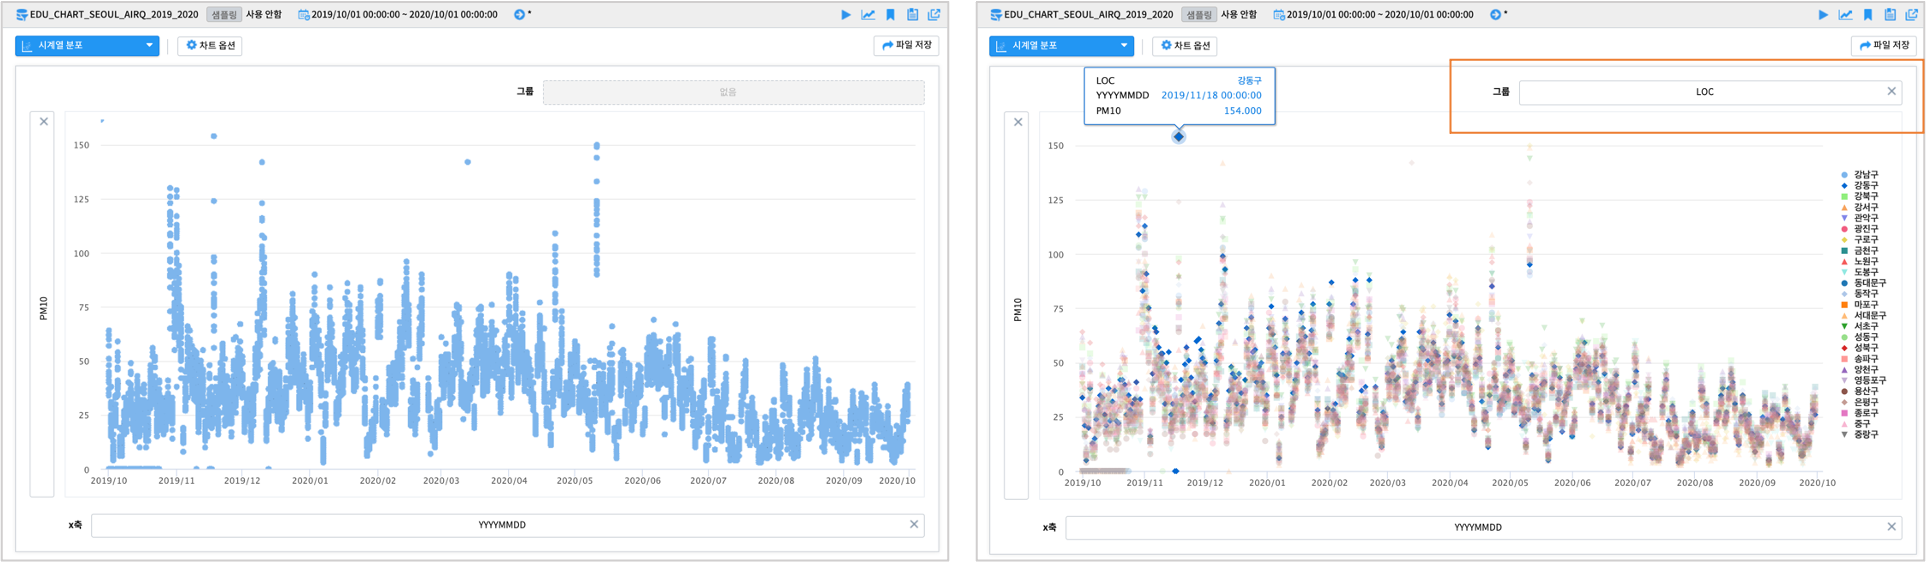 EDU_CHART_SEOUL_AIRQ_2019_2020 샘플링 사용 안함 2019/10/01 00:00:00 ~ 2020/10/01 00:00:00 *
시계열 분포 차트 옵션 파일 저장
그룹 없음
PM10
150
125
100
75
50
25
0
2019/10 2019/11 2019/12 2020/01 2020/02 2020/03 2020/04 2020/05 2020/06 2020/07 2020/08 2020/09 2020/10
x축 YYYYMMDD
EDU_CHART_SEOUL_AIRQ_2019_2020 샘플링 사용 안함 2019/10/01 00:00:00 ~ 2020/10/01 00:00:00 *
시계열 분포 차트 옵션 파일 저장
그룹 LOC
LOC 강동구
YYYYMMDD 2019/11/18 00:00:00
PM10 154.000
PM10
150
125
100
75
50
25
0
2019/10 2019/11 2019/12 2020/01 2020/02 2020/03 2020/04 2020/05 2020/06 2020/07 2020/08 2020/09 2020/10
강남구
강동구
강북구
강서구
관악구
광진구
구로구
금천구
노원구
도봉구
동대문구
동작구
마포구
서대문구
서초구
성동구
성북구
송파구
양천구
영등포구
용산구
은평구
종로구
중구
중랑구
x축 YYYYMMDD